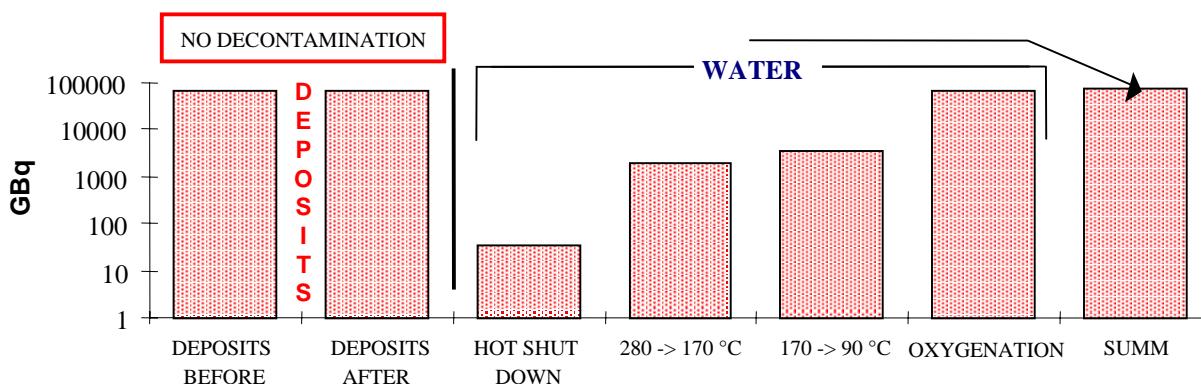 NO DECONTAMINATION
WATER
GBq
100000
10000
1000
100
10
1
DEPOSITS
DEPOSITS BEFORE
DEPOSITS AFTER
HOT SHUT DOWN
280 -> 170 °C
170 -> 90 °C
OXYGENATION
SUMM